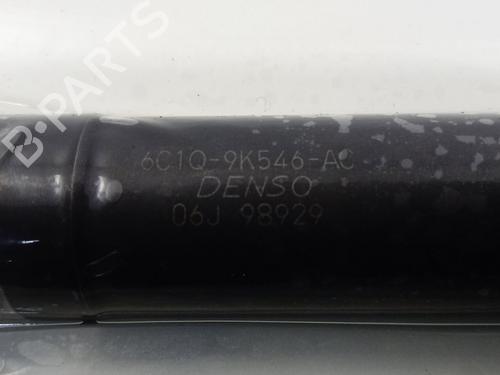 B-PARTS
6C1Q-9K546-AC
DENSO
06J 98929